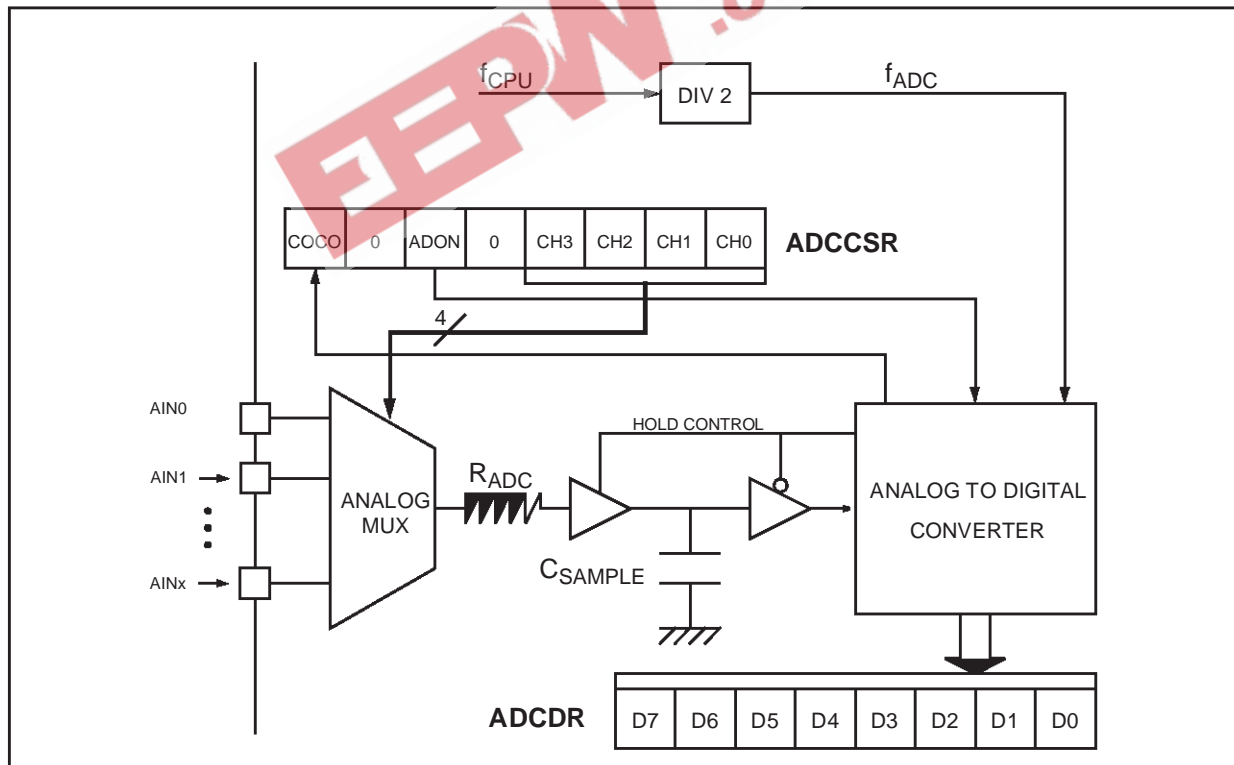 EEPW.c
fCPU
DIV 2
fADC
COCO 0 ADON 0 CH3 CH2 CH1 CH0 ADCCSR
4
AIN0
HOLD CONTROL
AIN1
RADC
ANALOG
MUX
ANALOG TO DIGITAL
CONVERTER
AINx
CSAMPLE
ADCDR D7 D6 D5 D4 D3 D2 D1 D0